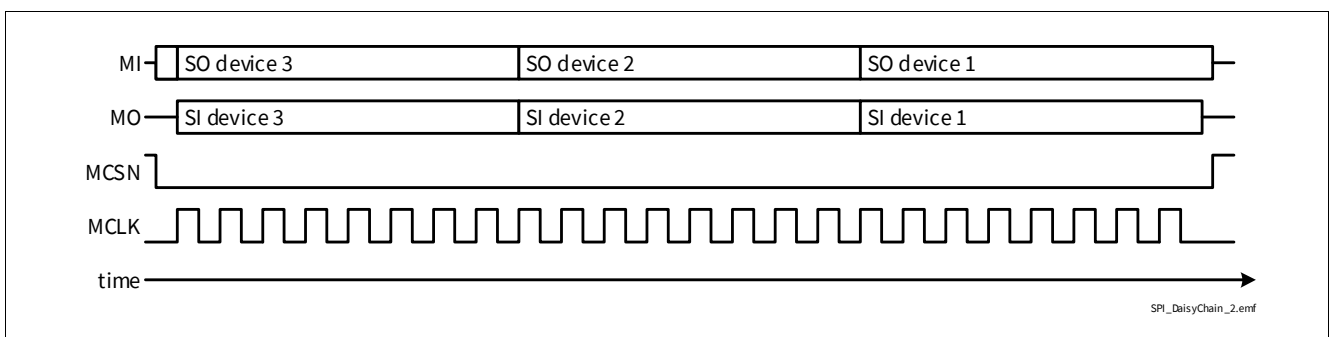 MI SO device 3 SO device 2 SO device 1
MO SI device 3 SI device 2 SI device 1
MCSN
MCLK
time
SPI_DaisyChain_2.emf